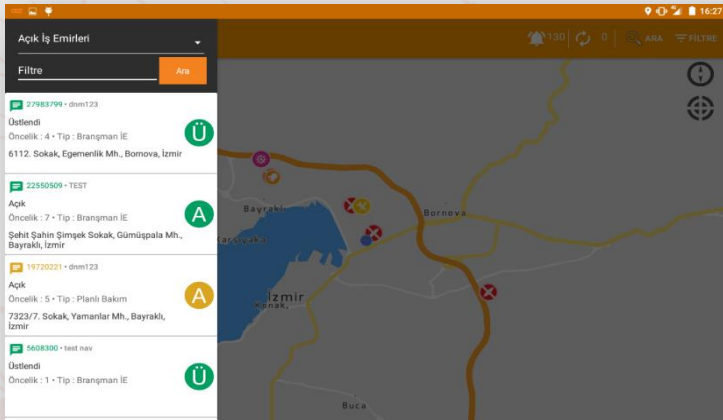 16:27
Açık İş Emirleri
130
0
ARA
FİLTRE
Filtre
Ara
27983799 • dnm123
Üstlendi
Ü
Öncelik : 4 • Tip : Branşman İE
6112. Sokak, Egemenlik Mh., Bornova, İzmir
22550509 • TEST
Açık
A
Öncelik : 7 • Tip : Branşman İE
Şehit Şahin Şimşek Sokak, Gümüşpala Mh.,
Bayraklı, İzmir
19720221 • dnm123
Açık
A
Öncelik : 5 • Tip : Planlı Bakım
7323/7. Sokak, Yamanlar Mh., Bayraklı,
İzmir
5608300 • test nav
Üstlendi
Ü
Öncelik : 1 • Tip : Branşman İE
Bayraklı
Bornova
Karşıyaka
İzmir
Konak,
Buca